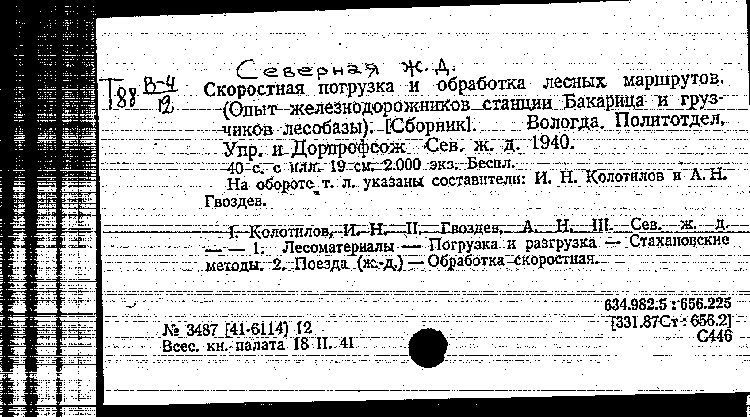 Северная Ж.Д.
Т88 В-4/12
Скоростная погрузка и обработка лесных маршрутов.
(Опыт железнодорожников станции Бакарица и груз-
чиков лесобазы). [Сборник]. Вологда. Политотдел,
Упр. и Дорпрофсож Сев. ж. д. 1940.
40 с. с илл. 19 см. 2.000 экз. Беспл.
На обороте т. л. указаны составители: И. Н. Колотилов и А. Н.
Гвоздев.
I. Колотилов, И. Н. II. Гвоздев, А. Н. III. Сев. ж. д.
— — 1. Лесоматериалы — Погрузка и разгрузка — Стахановские
методы. 2. Поезда (ж.-д.) — Обработка скоростная.
634.982.5 : 656.225
[331.87Ст : 656.2]
С446
№ 3487 [41-6114] 12
Всес. кн. палата 18 II. 41